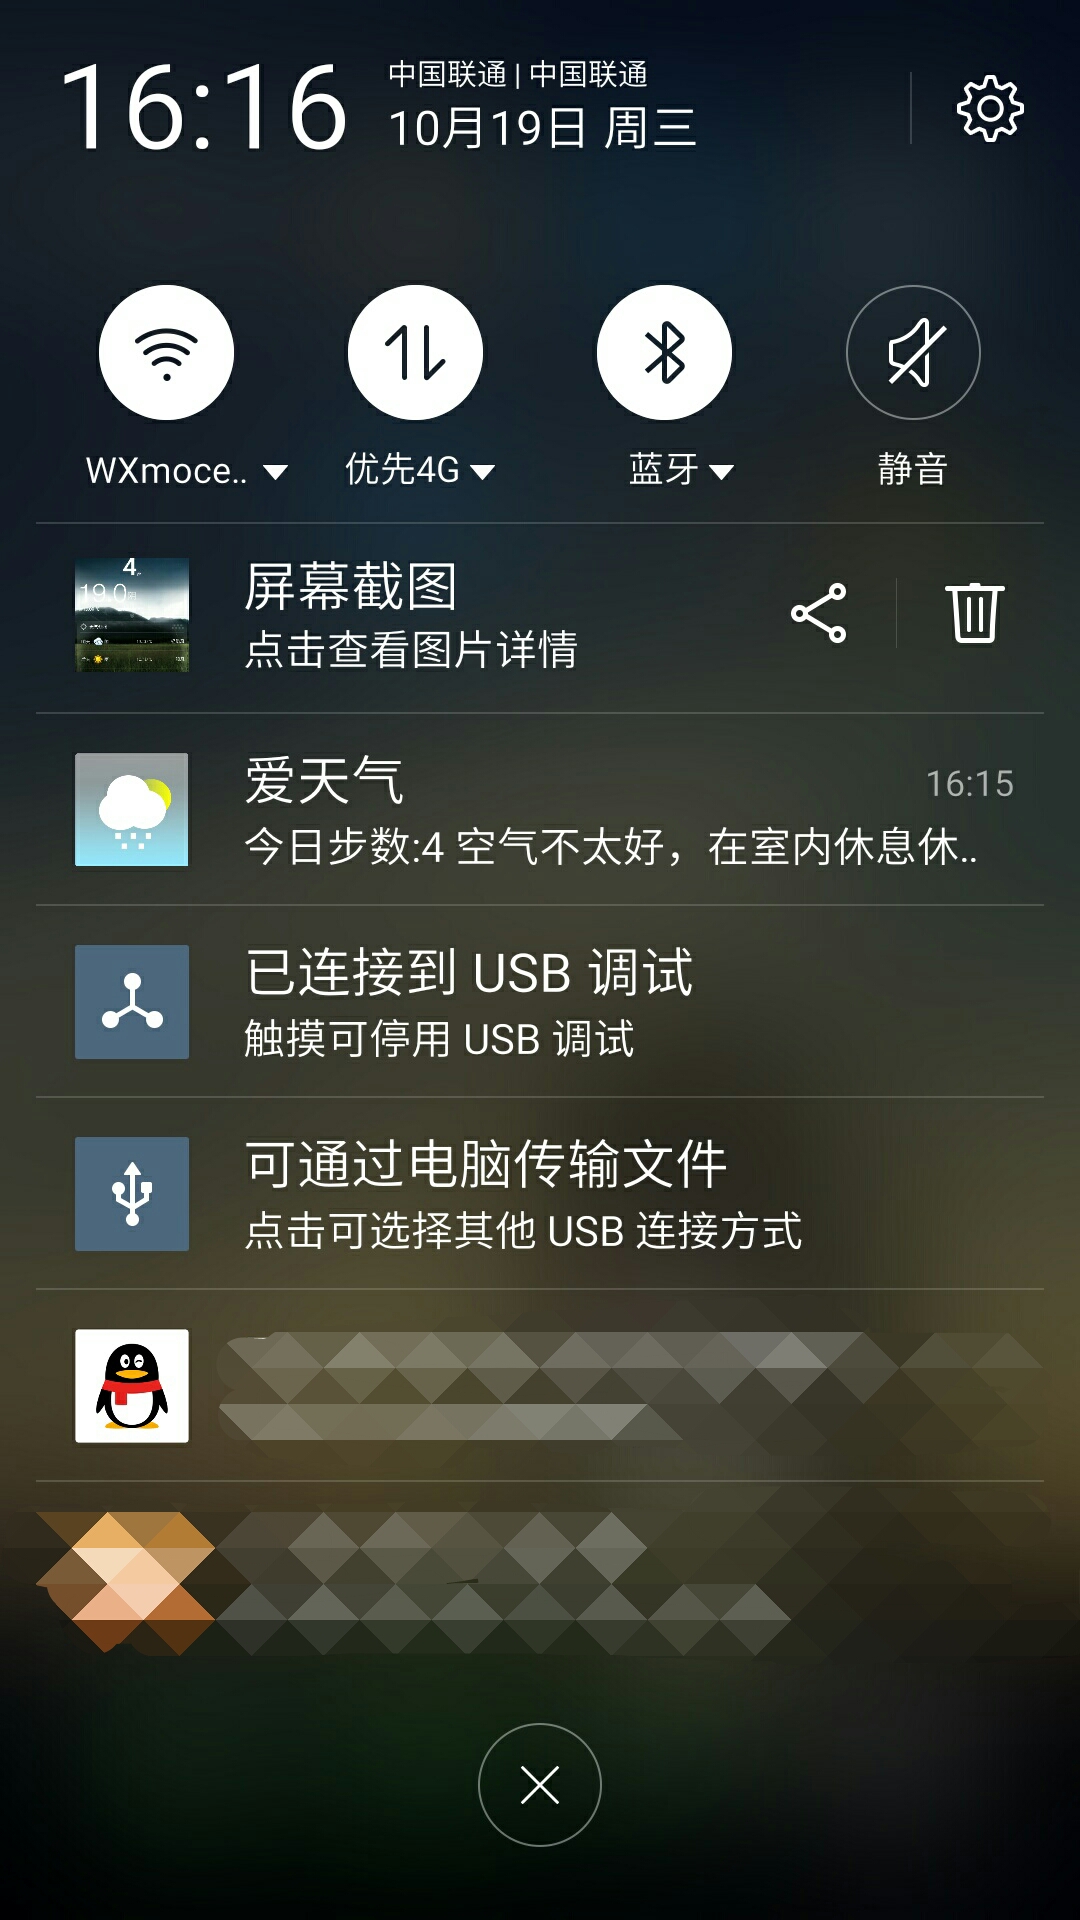 16:16
中国联通 | 中国联通
10月19日 周三
WXmoce..
优先4G
蓝牙
静音
4
19.0
屏幕截图
点击查看图片详情
爱天气
16:15
今日步数:4 空气不太好，在室内休息休..
已连接到 USB 调试
触摸可停用 USB 调试
可通过电脑传输文件
点击可选择其他 USB 连接方式